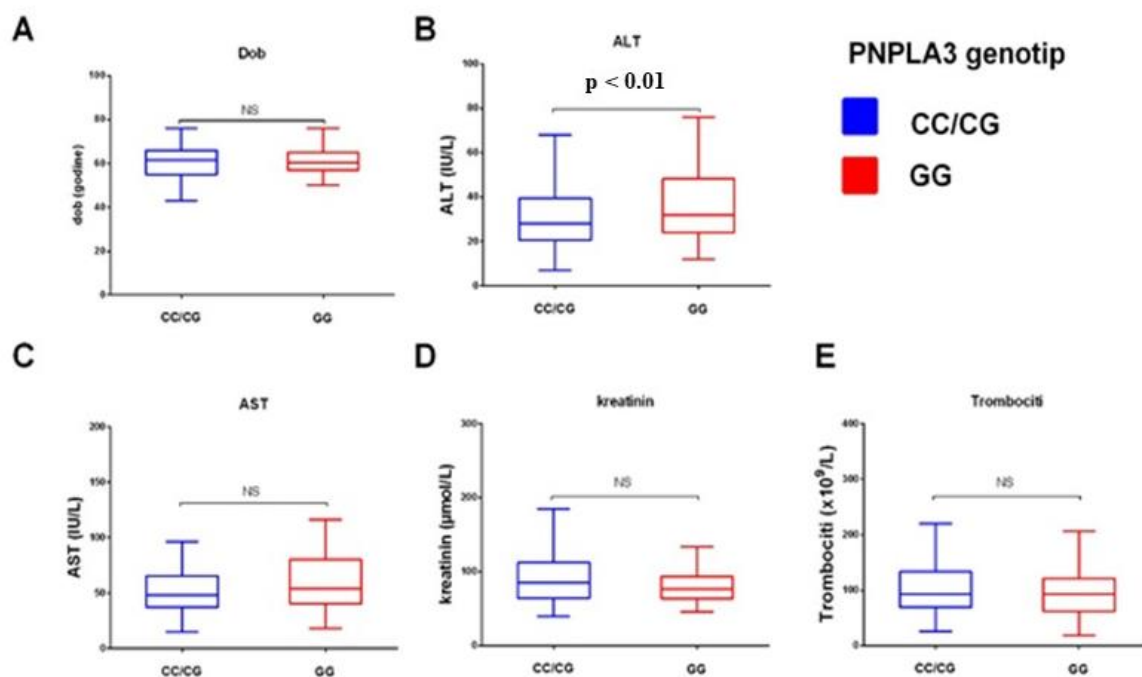 A
Dob
dob (godine)
100
80
60
40
20
0
NS
CC/CG
GG
B
ALT
ALT (IU/L)
100
80
60
40
20
0
p < 0.01
CC/CG
GG
PNPLA3 genotip
CC/CG
GG
C
AST
AST (IU/L)
200
150
100
50
0
NS
CC/CG
GG
D
kreatinin
kreatinin (µmol/L)
300
200
100
0
NS
CC/CG
GG
E
Trombociti
Trombociti (x10⁹/L)
400
300
200
100
0
NS
CC/CG
GG